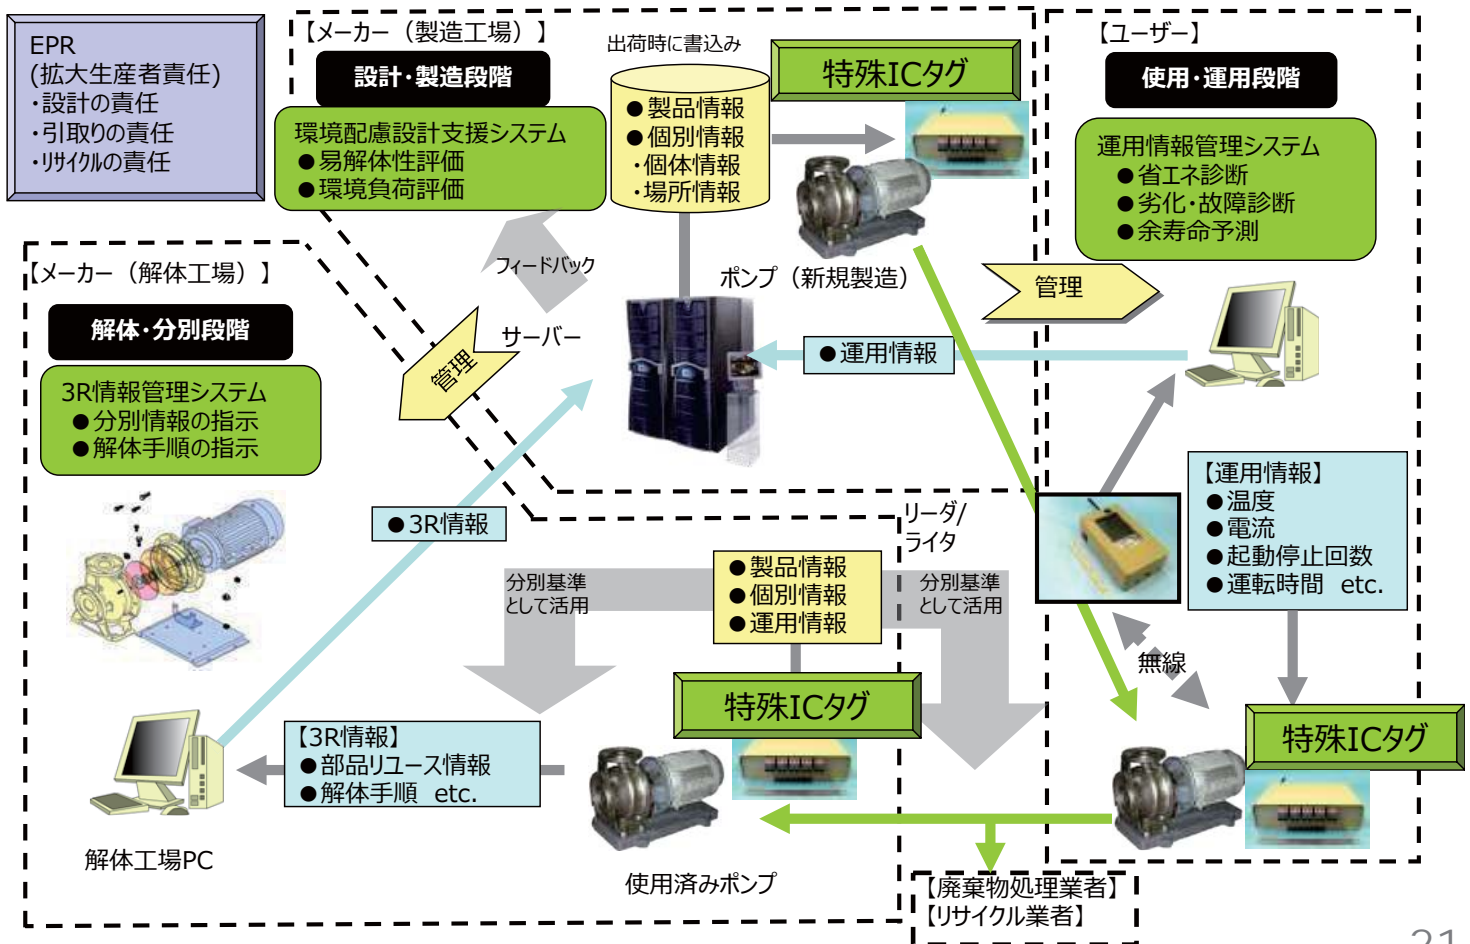 EPR
(拡大生産者責任)
・設計の責任
・引取りの責任
・リサイクルの責任
【メーカー（製造工場）】
設計・製造段階
環境配慮設計支援システム
●易解体性評価
●環境負荷評価
出荷時に書込み
●製品情報
●個別情報
・個体情報
・場所情報
特殊ICタグ
ポンプ（新規製造）
【ユーザー】
使用・運用段階
運用情報管理システム
●省エネ診断
●劣化・故障診断
●余寿命予測
管理
フィードバック
サーバー
●運用情報
管理
【メーカー（解体工場）】
解体・分別段階
3R情報管理システム
●分別情報の指示
●解体手順の指示
●3R情報
リーダ/
ライタ
【運用情報】
●温度
●電流
●起動停止回数
●運転時間 etc.
分別基準
として活用
●製品情報
●個別情報
●運用情報
分別基準
として活用
無線
特殊ICタグ
特殊ICタグ
【3R情報】
●部品リユース情報
●解体手順 etc.
解体工場PC
使用済みポンプ
【廃棄物処理業者】
【リサイクル業者】
21